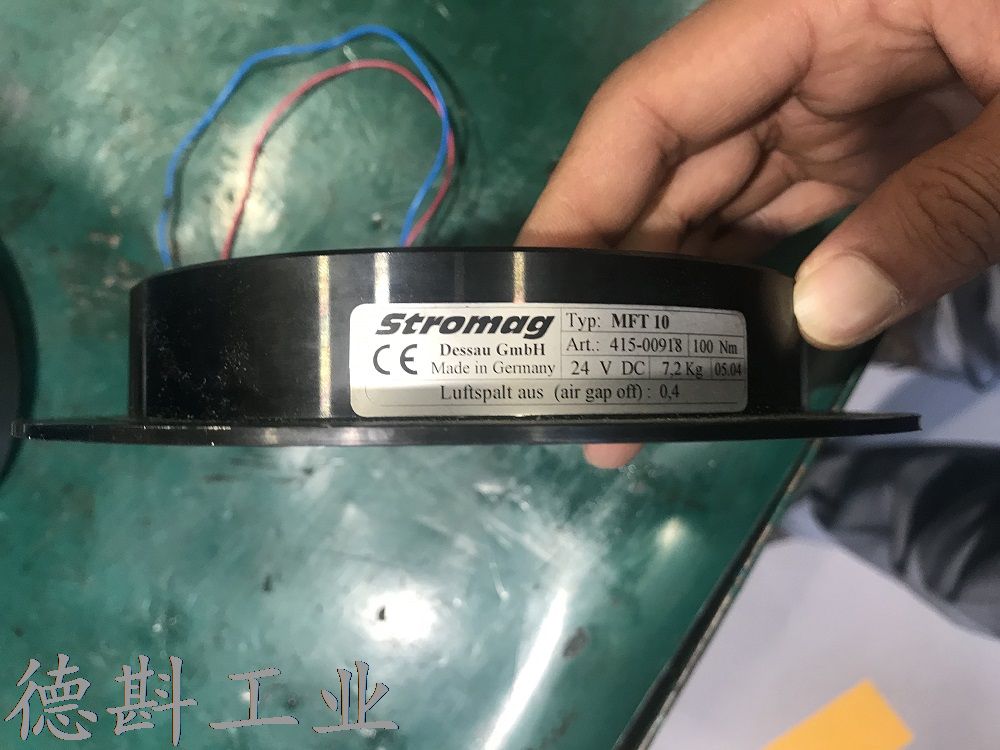 Stromag
CE
Dessau GmbH
Made in Germany
Typ: MFT 10
Art.: 415-00918 100 Nm
24 V DC 7,2 Kg 05.04
Luftspalt aus (air gap off) : 0,4
德斟工业